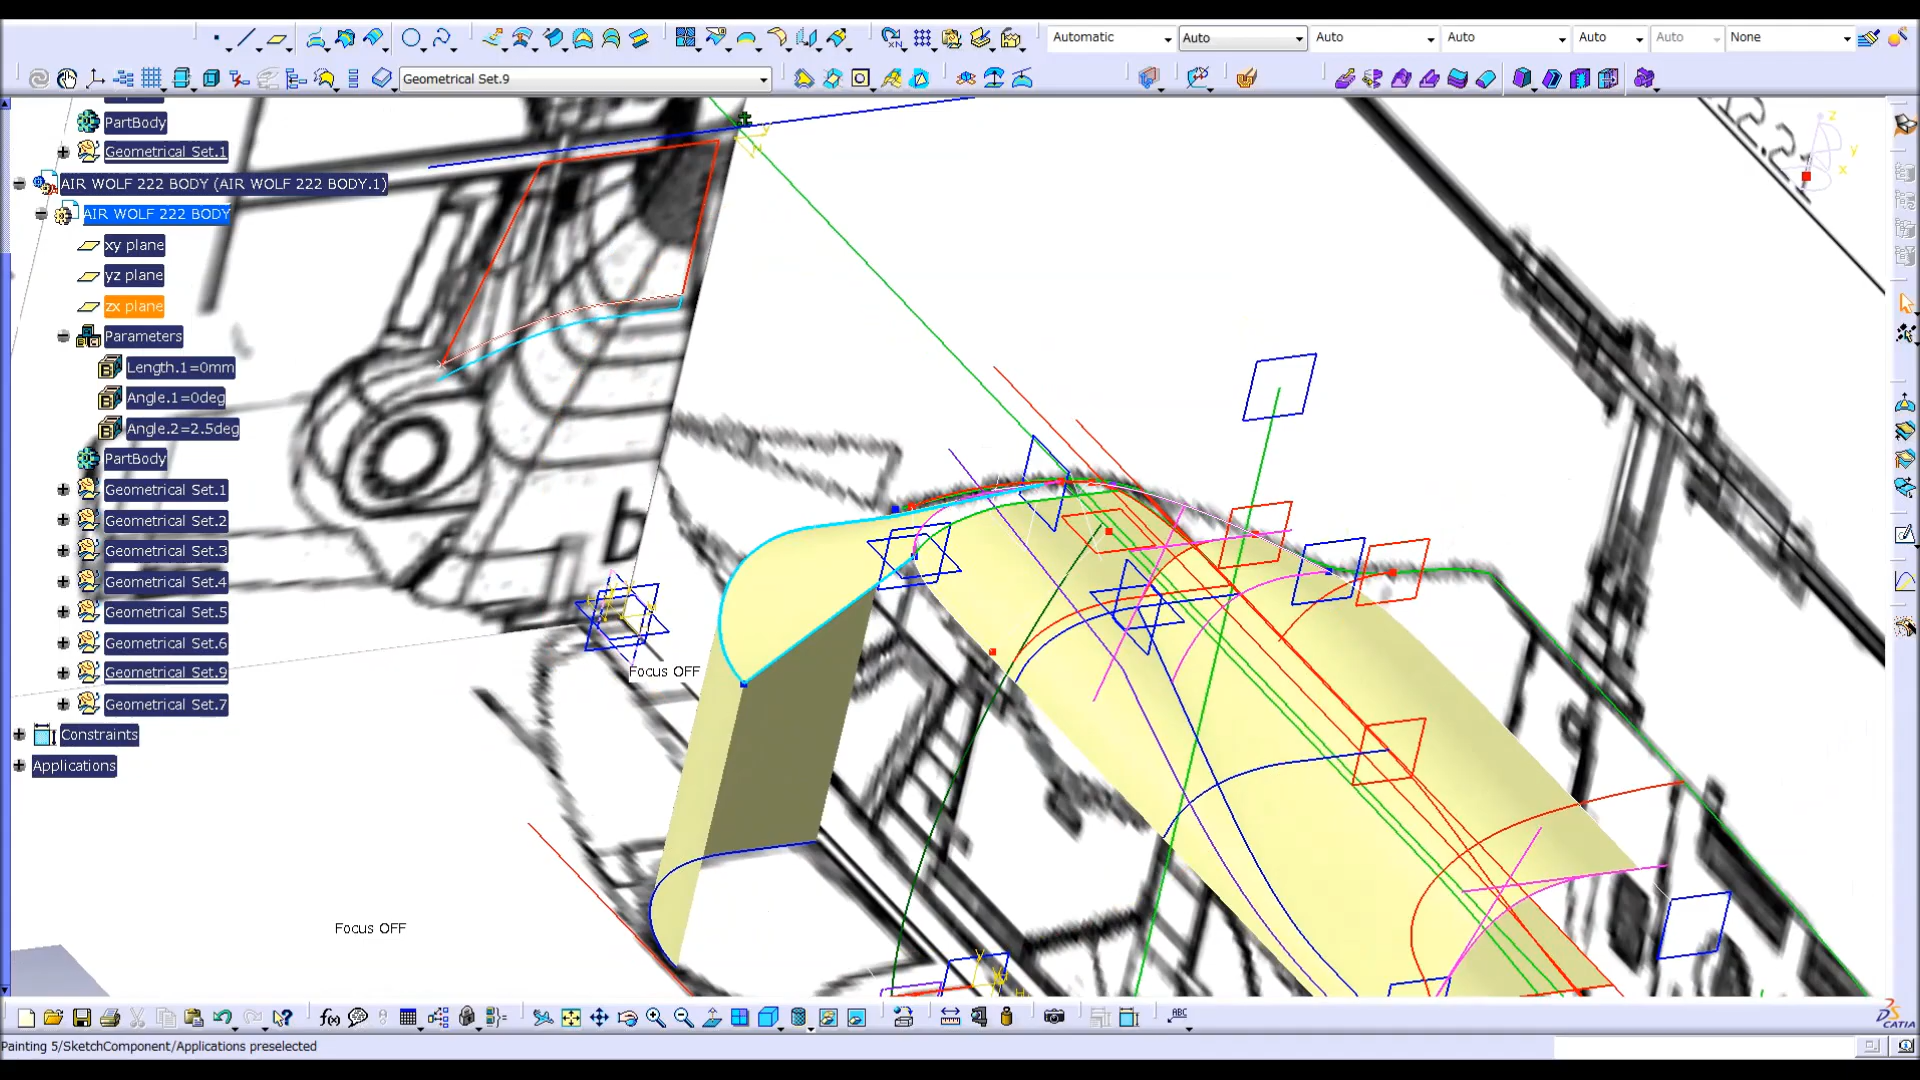 Automatic Auto Auto Auto Auto Auto None
Geometrical Set.9
PartBody
Geometrical Set.1
AIR WOLF 222 BODY (AIR WOLF 222 BODY.1)
AIR WOLF 222 BODY
xy plane
yz plane
zx plane
Parameters
Length.1=0mm
Angle.1=0deg
Angle.2=2.5deg
PartBody
Geometrical Set.1
Geometrical Set.2
Geometrical Set.3
Geometrical Set.4
Geometrical Set.5
Geometrical Set.6
Geometrical Set.9
Geometrical Set.7
Constraints
Applications
12.21
z
y
x
b
Focus OFF
Focus OFF
f(x)
ABC
CATIA
Painting 5/SketchComponent/Applications preselected